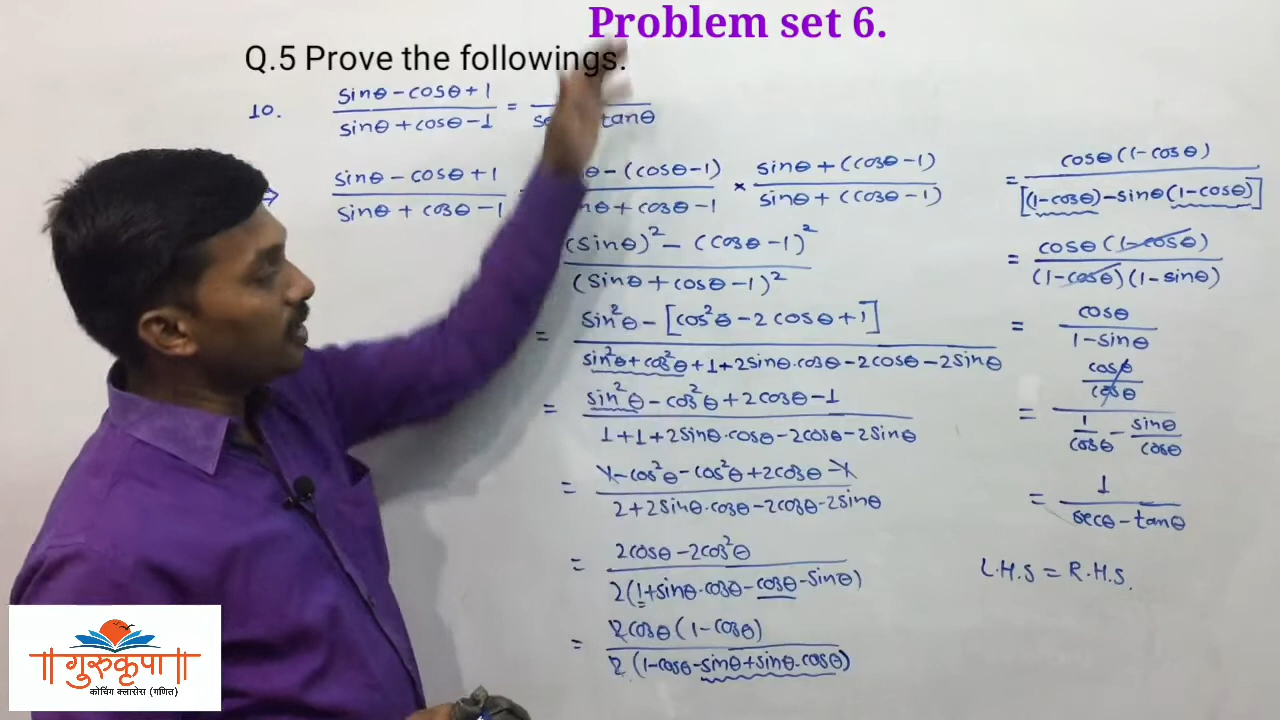 Problem set 6.
Q.5 Prove the followings.
10. (sinθ - cosθ + 1)/(sinθ + cosθ - 1) = /( tanθ)
⇒ (sinθ - cosθ + 1)/(sinθ + cosθ - 1) = (θ - (cosθ - 1))/(nθ + cosθ - 1) × (sinθ + (cosθ - 1))/(sinθ + (cosθ - 1))
((sinθ)² - (cosθ - 1)²)/((sinθ + cosθ - 1)²)
= (sin²θ - [cos²θ - 2cosθ + 1])/(sin²θ + cos²θ + 1 + 2sinθ.cosθ - 2cosθ - 2sinθ)
= (sin²θ - cos²θ + 2cosθ - 1)/(1 + 1 + 2sinθ.cosθ - 2cosθ - 2sinθ)
= (1 - cos²θ - cos²θ + 2cosθ - 1)/(2 + 2sinθ.cosθ - 2cosθ - 2sinθ)
= (2cosθ - 2cos²θ)/(2(1 + sinθ.cosθ - cosθ - sinθ))
= (2cosθ(1 - cosθ))/(2(1 - cosθ - sinθ + sinθ.cosθ))
= (cosθ(1 - cosθ))/([(1 - cosθ) - sinθ(1 - cosθ)])
= (cosθ(1 - cosθ))/((1 - cosθ)(1 - sinθ))
= (cosθ)/(1 - sinθ)
= (cosθ/cosθ)/(1/cosθ - sinθ/cosθ)
= 1/(secθ - tanθ)
L.H.S = R.H.S.
गुरुकृपा
कोचिंग क्लासेस (गणित)